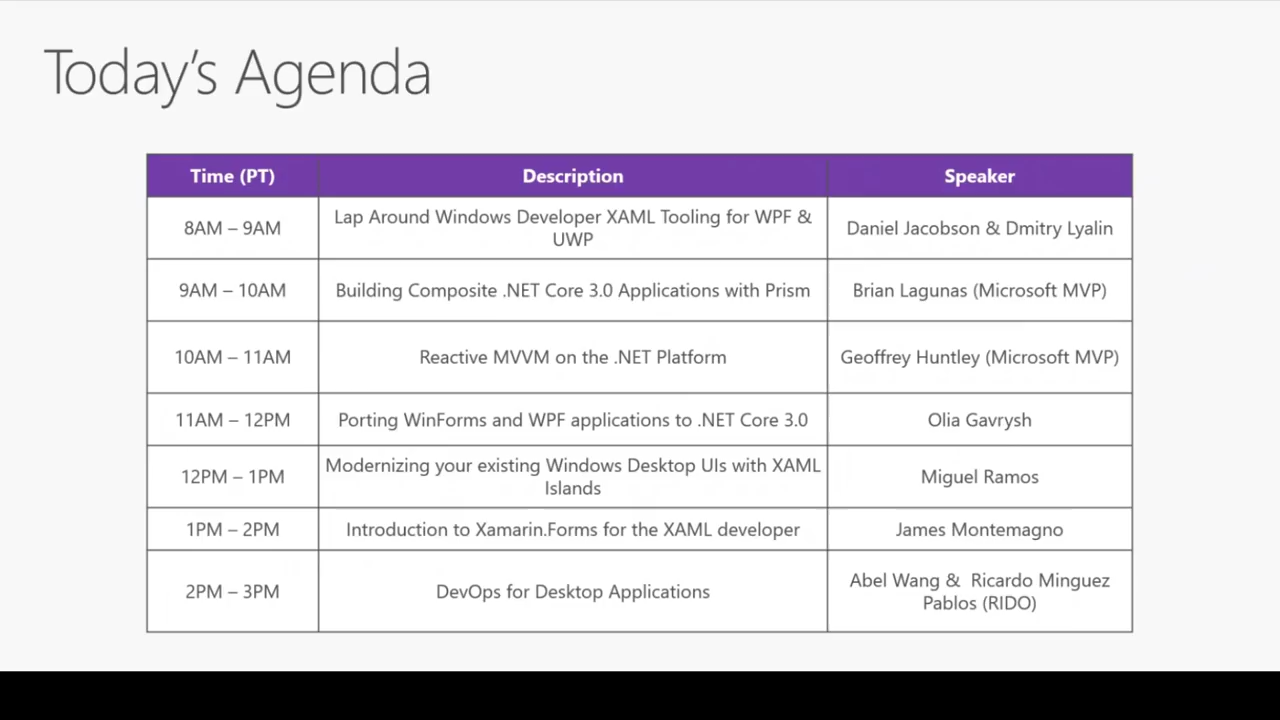 Today's Agenda
Time (PT) Description Speaker
8AM – 9AM Lap Around Windows Developer XAML Tooling for WPF &
UWP Daniel Jacobson & Dmitry Lyalin
9AM – 10AM Building Composite .NET Core 3.0 Applications with Prism Brian Lagunas (Microsoft MVP)
10AM – 11AM Reactive MVVM on the .NET Platform Geoffrey Huntley (Microsoft MVP)
11AM – 12PM Porting WinForms and WPF applications to .NET Core 3.0 Olia Gavrysh
12PM – 1PM Modernizing your existing Windows Desktop UIs with XAML
Islands Miguel Ramos
1PM – 2PM Introduction to Xamarin.Forms for the XAML developer James Montemagno
2PM – 3PM DevOps for Desktop Applications Abel Wang & Ricardo Minguez
Pablos (RIDO)